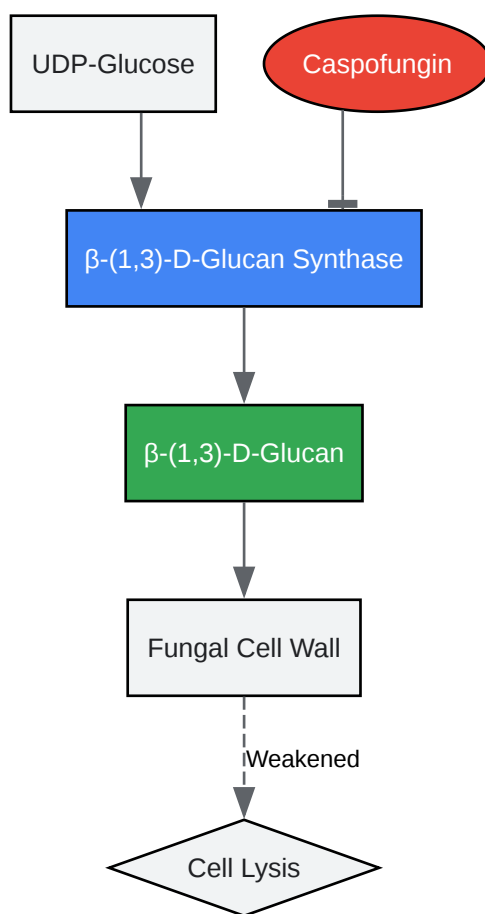 UDP-Glucose
Caspofungin
β-(1,3)-D-Glucan Synthase
β-(1,3)-D-Glucan
Fungal Cell Wall
Weakened
Cell Lysis